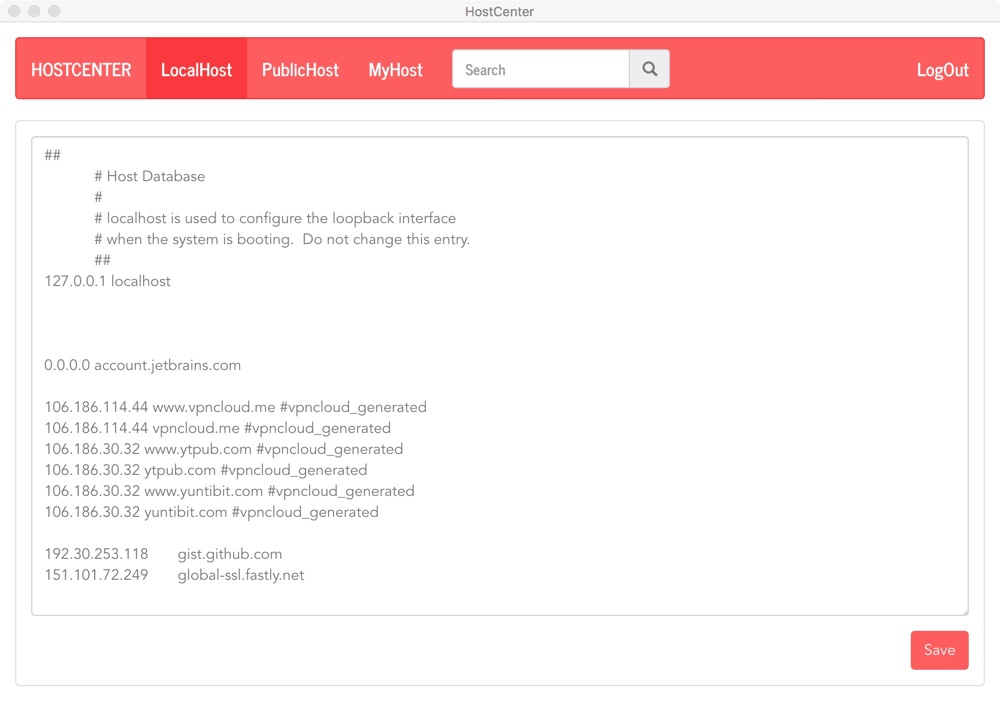 HostCenter
HOSTCENTER LocalHost PublicHost MyHost Search LogOut
##
# Host Database
#
# localhost is used to configure the loopback interface
# when the system is booting.  Do not change this entry.
##
127.0.0.1 localhost
0.0.0.0 account.jetbrains.com
106.186.114.44 www.vpncloud.me #vpncloud_generated
106.186.114.44 vpncloud.me #vpncloud_generated
106.186.30.32 www.ytpub.com #vpncloud_generated
106.186.30.32 ytpub.com #vpncloud_generated
106.186.30.32 www.yuntibit.com #vpncloud_generated
106.186.30.32 yuntibit.com #vpncloud_generated
192.30.253.118 gist.github.com
151.101.72.249 global-ssl.fastly.net
Save